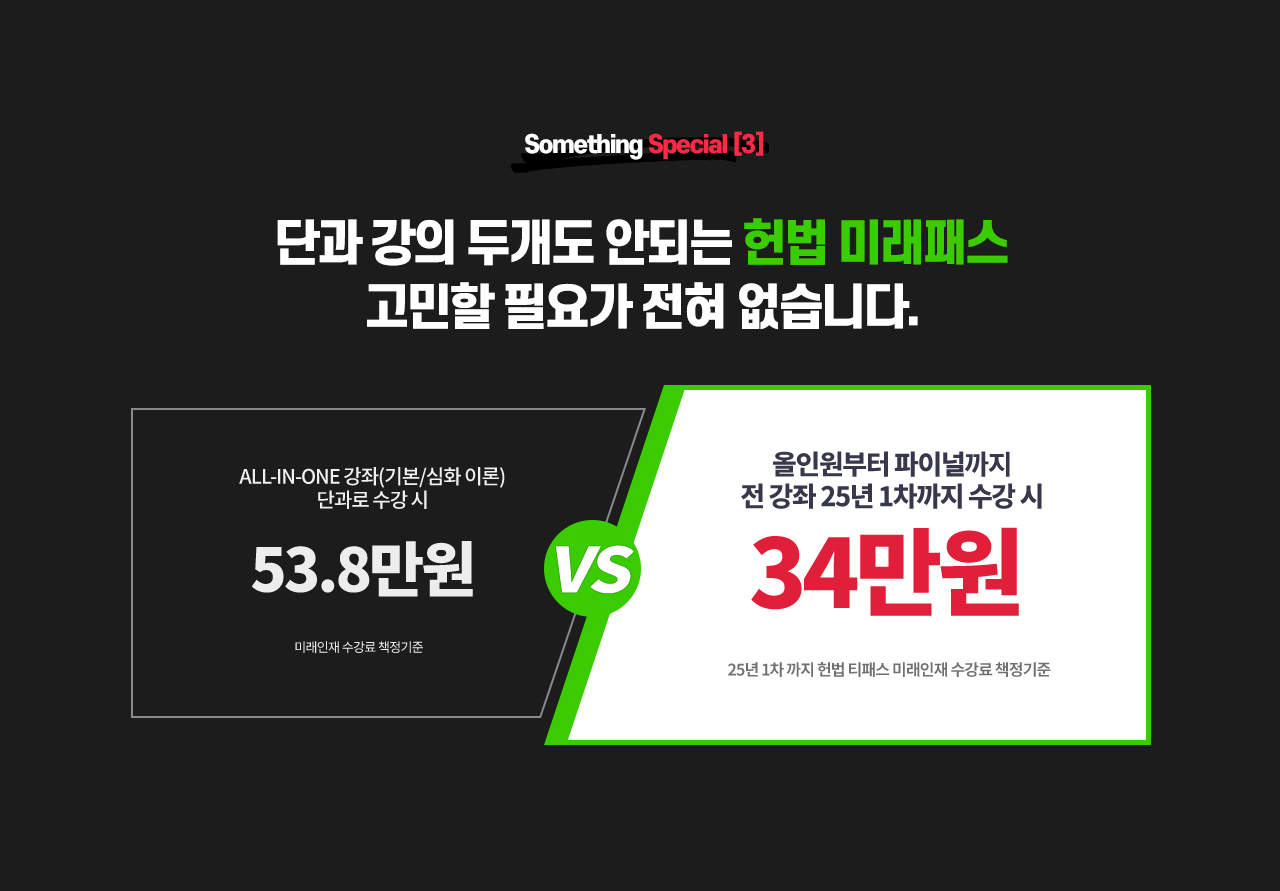 Something Special [3]
단과 강의 두개도 안되는 헌법 미래패스
고민할 필요가 전혀 없습니다.
ALL-IN-ONE 강좌(기본/심화 이론)
단과로 수강 시
53.8만원
미래인재 수강료 책정기준
VS
올인원부터 파이널까지
전 강좌 25년 1차까지 수강 시
34만원
25년 1차 까지 헌법 티패스 미래인재 수강료 책정기준